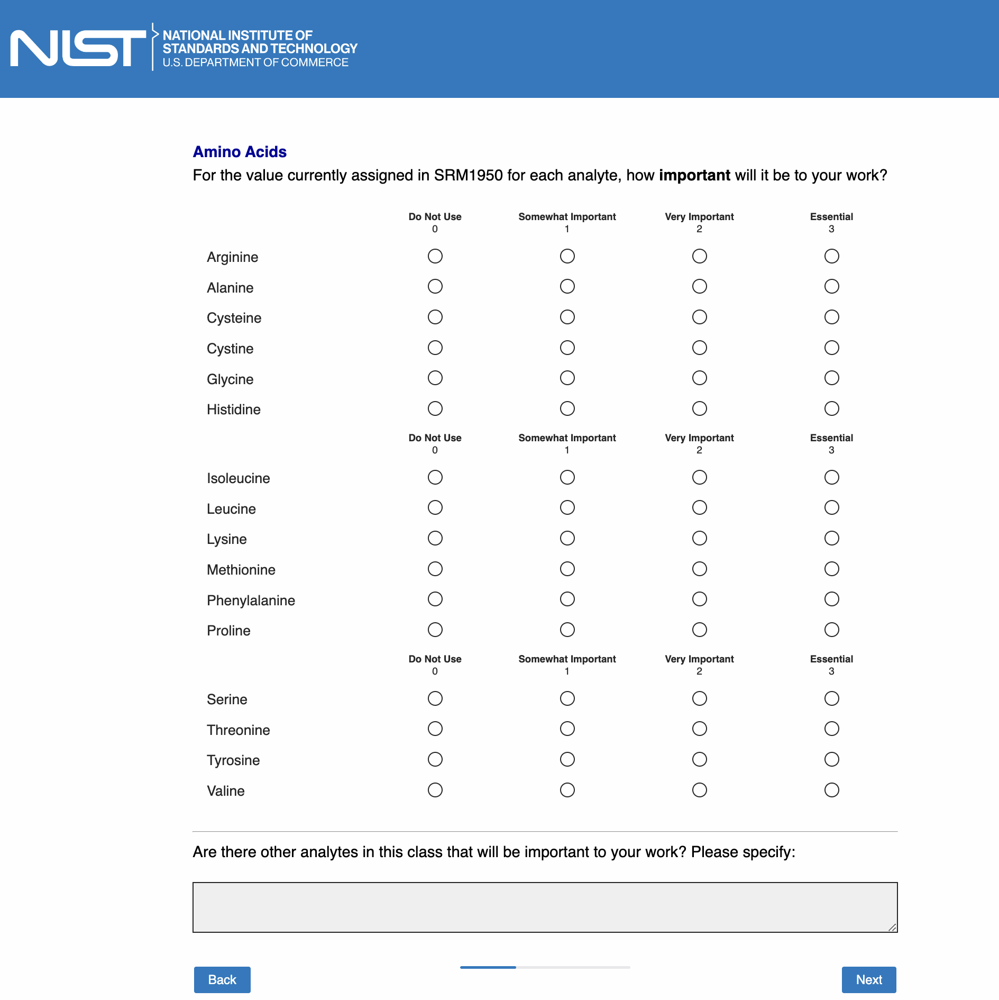 NIST
NATIONAL INSTITUTE OF
STANDARDS AND TECHNOLOGY
U.S. DEPARTMENT OF COMMERCE
Amino Acids
For the value currently assigned in SRM1950 for each analyte, how important will it be to your work?
Do Not Use Somewhat Important Very Important Essential
0 1 2 3
Arginine
Alanine
Cysteine
Cystine
Glycine
Histidine
Do Not Use Somewhat Important Very Important Essential
0 1 2 3
Isoleucine
Leucine
Lysine
Methionine
Phenylalanine
Proline
Do Not Use Somewhat Important Very Important Essential
0 1 2 3
Serine
Threonine
Tyrosine
Valine
Are there other analytes in this class that will be important to your work? Please specify:
Back Next